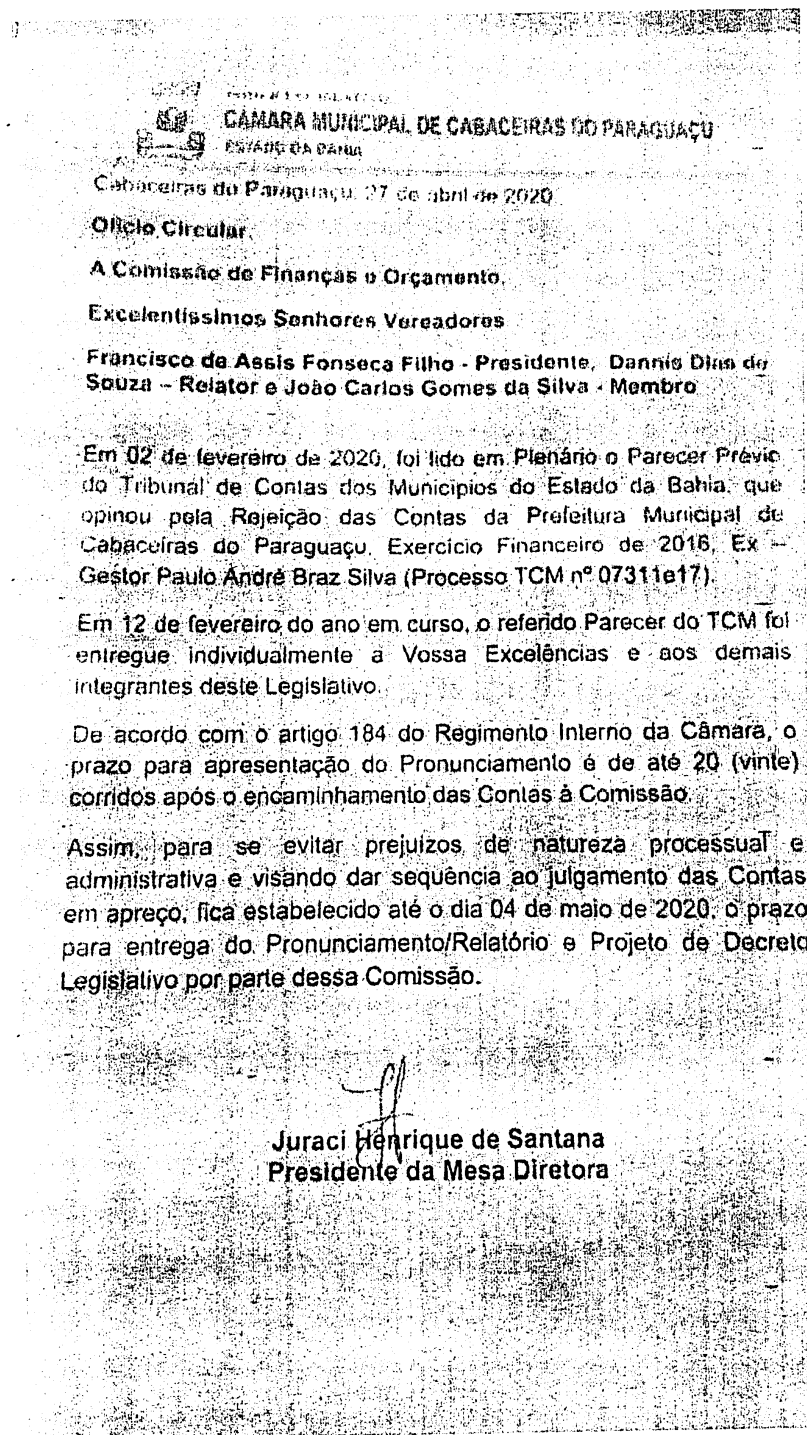 PODER LEGISLATIVO
CÂMARA MUNICIPAL DE CABACEIRAS DO PARAGUAÇU
ESTADO DA BAHIA
Cabaceiras do Paraguaçu, 27 de abril de 2020
Ofício Circular,
A Comissão de Finanças e Orçamento,
Excelentíssimos Senhores Vereadores
Francisco de Assis Fonseca Filho - Presidente, Dannis Dias de
Souza – Relator e João Carlos Gomes da Silva - Membro
Em 02 de fevereiro de 2020, foi lido em Plenário o Parecer Prévio
do Tribunal de Contas dos Municípios do Estado da Bahia, que
opinou pela Rejeição das Contas da Prefeitura Municipal de
Cabaceiras do Paraguaçu, Exercício Financeiro de 2016, Ex –
Gestor Paulo André Braz Silva (Processo TCM nº 07311e17).
Em 12 de fevereiro do ano em curso, o referido Parecer do TCM foi
entregue individualmente a Vossa Excelências e aos demais
integrantes deste Legislativo.
De acordo com o artigo 184 do Regimento Interno da Câmara, o
prazo para apresentação do Pronunciamento é de até 20 (vinte)
corridos após o encaminhamento das Contas à Comissão.
Assim, para se evitar prejuízos de natureza processual e
administrativa e visando dar sequência ao julgamento das Contas
em apreço, fica estabelecido até o dia 04 de maio de 2020, o prazo
para entrega do Pronunciamento/Relatório e Projeto de Decreto
Legislativo por parte dessa Comissão.
Juraci Henrique de Santana
Presidente da Mesa Diretora